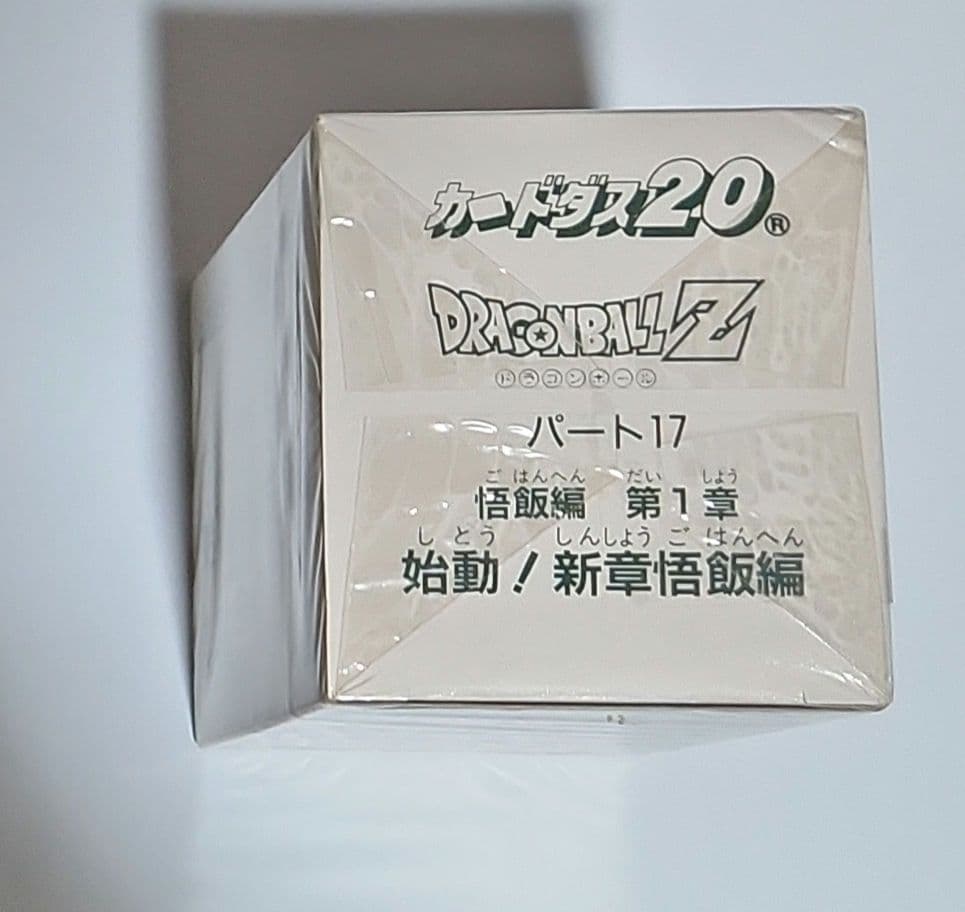 カードダス20®
DRAGONBALL Z
ドラゴンボール
パート17
ごはんへん だい しょう
悟飯編 第1章
しとう しんしょうごはんへん
始動！新章悟飯編